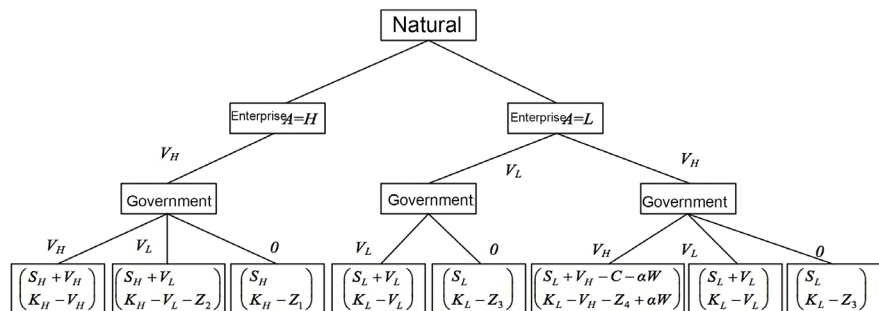 Natural
Enterprise A=H
Enterprise A=L
V_H
V_L
V_H
Government
Government
Government
V_H
V_L
0
V_L
0
V_H
V_L
0
S_H + V_H
K_H − V_H
S_H + V_L
K_H − V_L − Z_2
S_H
K_H − Z_1
S_L + V_L
K_L − V_L
S_L
K_L − Z_3
S_L + V_H − C − αW
K_L − V_H − Z_4 + αW
S_L + V_L
K_L − V_L
S_L
K_L − Z_3